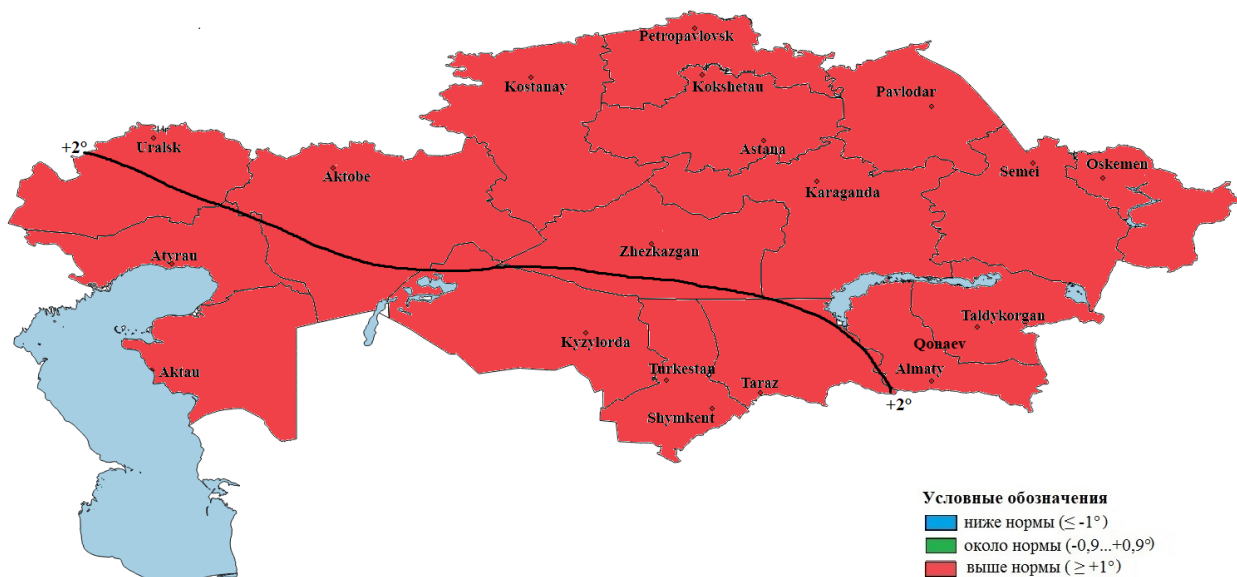 Petropavlovsk
Kostanay
Kokshetau
Pavlodar
+2°
Uralsk
Astana
Aktobe
Semei
Oskemen
Karaganda
Atyrau
Zhezkazgan
Taldykorgan
Kyzylorda
Qonaev
Aktau
Turkestan
Taraz
Almaty
+2°
Shymkent
Условные обозначения
ниже нормы (≤ -1°)
около нормы (-0,9...+0,9°)
выше нормы (≥ +1°)